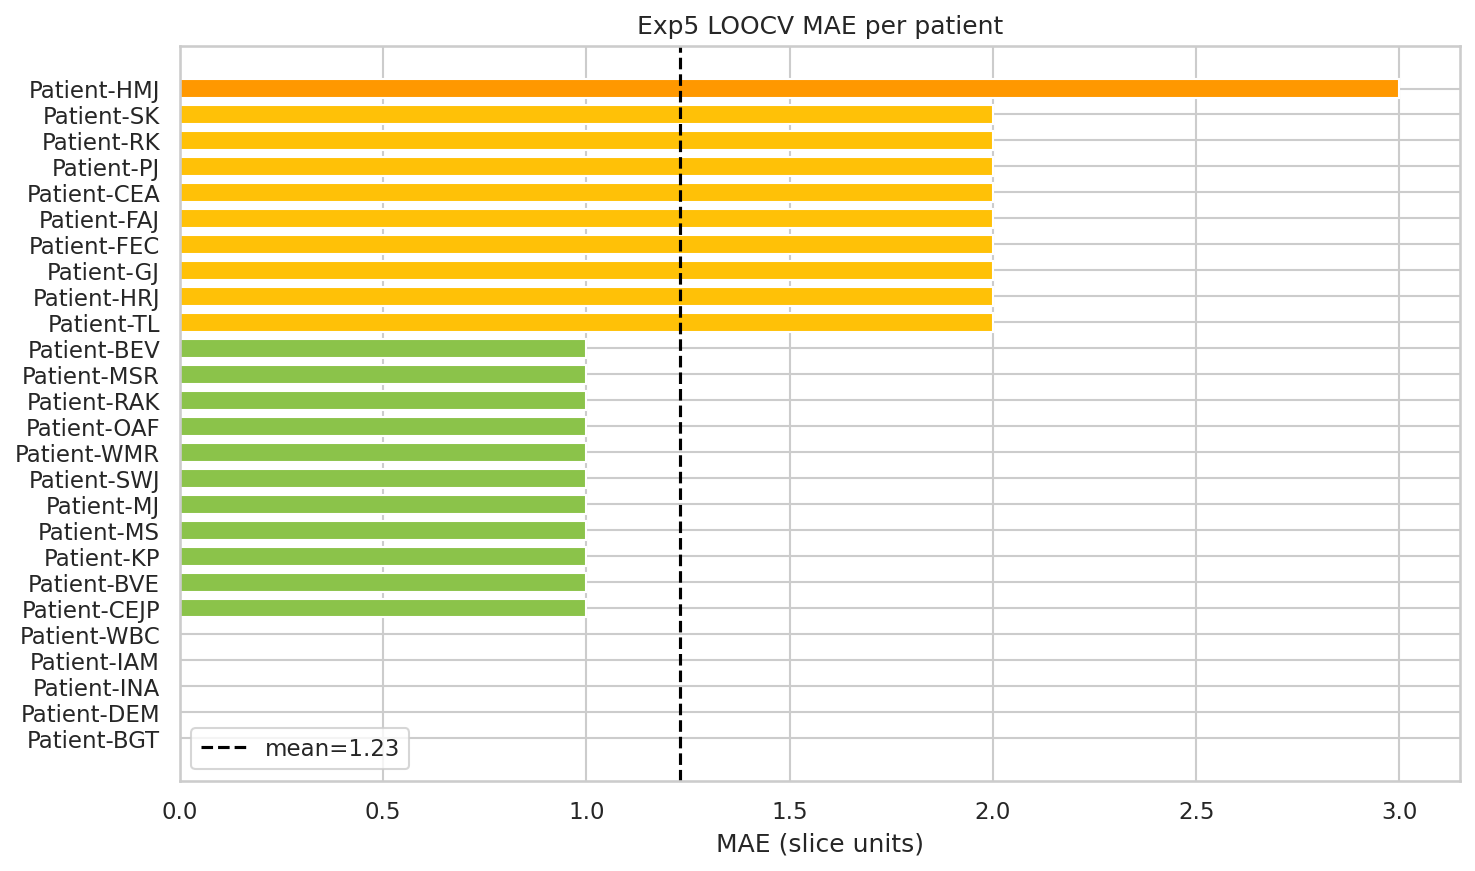 Exp5 LOOCV MAE per patient
Patient-HMJ
Patient-SK
Patient-RK
Patient-PJ
Patient-CEA
Patient-FAJ
Patient-FEC
Patient-GJ
Patient-HRJ
Patient-TL
Patient-BEV
Patient-MSR
Patient-RAK
Patient-OAF
Patient-WMR
Patient-SWJ
Patient-MJ
Patient-MS
Patient-KP
Patient-BVE
Patient-CEJP
Patient-WBC
Patient-IAM
Patient-INA
Patient-DEM
Patient-BGT
mean=1.23
0.0 0.5 1.0 1.5 2.0 2.5 3.0
MAE (slice units)